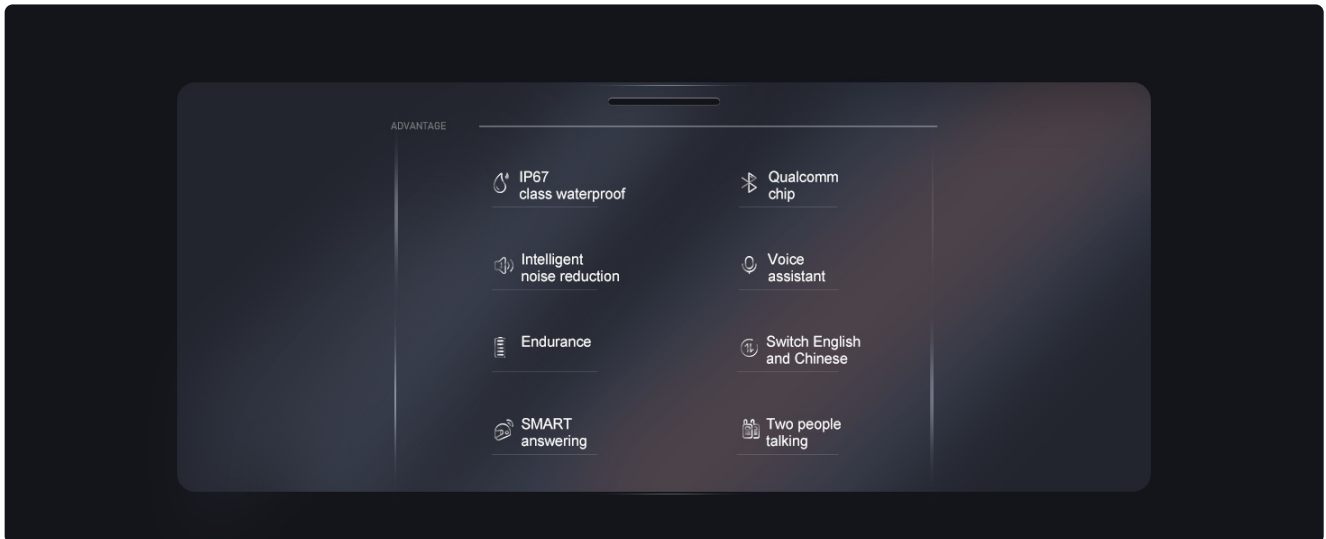 ADVANTAGE
IP67
class waterproof
Qualcomm
chip
Intelligent
noise reduction
Voice
assistant
Endurance
Switch English
and Chinese
SMART
answering
Two people
talking